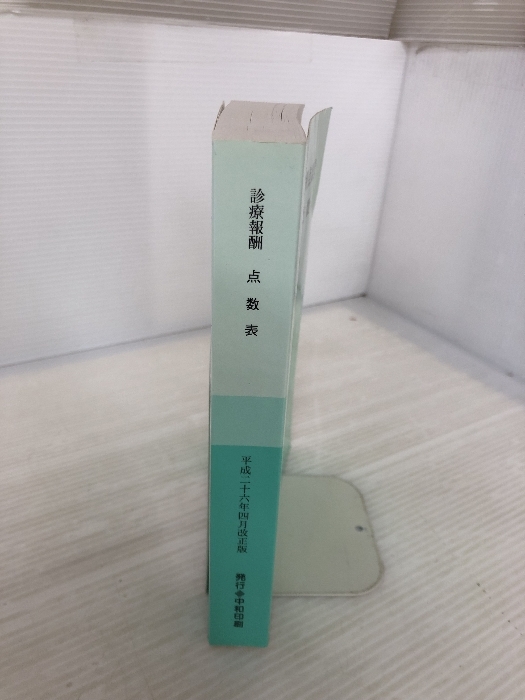 診療報酬 点数表
平成二十六年四月改正版
発行 中和印刷